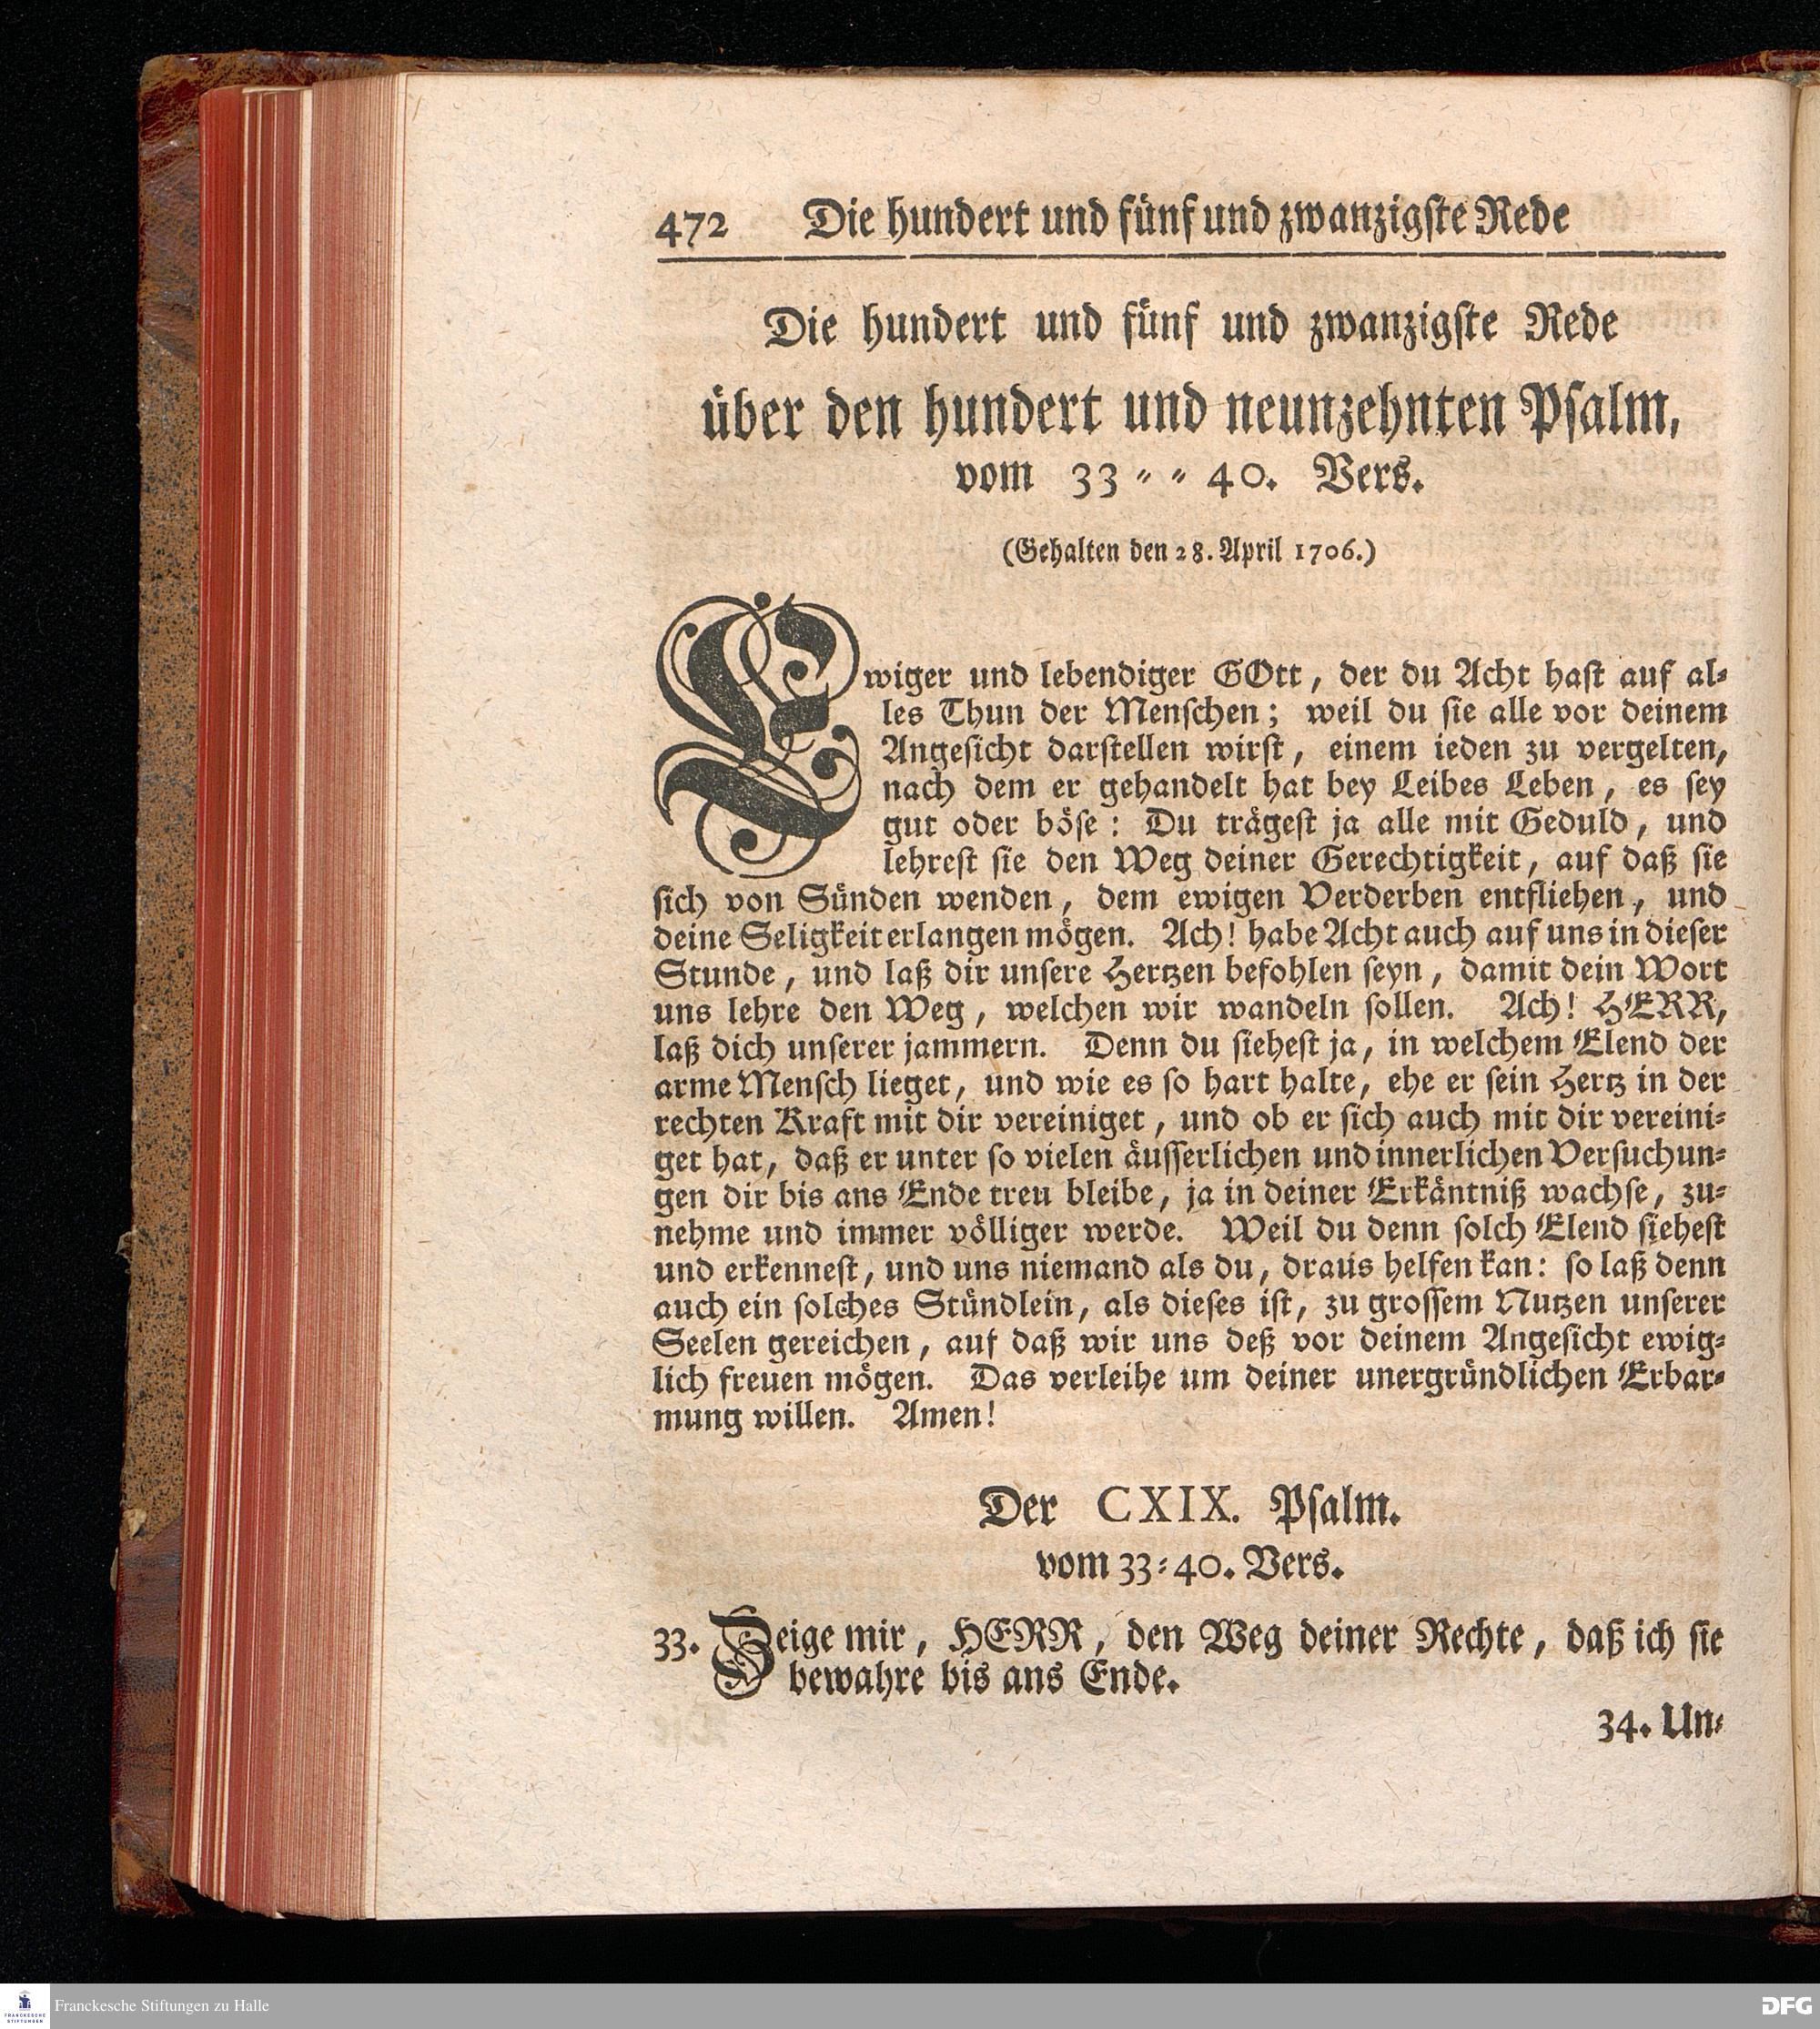 472 Die hundert und fünf und zwanzigste Rede
Die hundert und fünf und zwanzigste Rede
über den hundert und neunzehnten Psalm,
vom 33 = = 40. Vers.
(Gehalten den 28. April 1706.)
Ewiger und lebendiger GOtt, der du Acht hast auf al=
les Thun der Menschen; weil du sie alle vor deinem
Angesicht darstellen wirst, einem ieden zu vergelten,
nach dem er gehandelt hat bey Leibes Leben, es sey
gut oder böse: Du trägest ja alle mit Geduld, und
lehrest sie den Weg deiner Gerechtigkeit, auf daß sie
sich von Sünden wenden, dem ewigen Verderben entfliehen, und
deine Seligkeit erlangen mögen. Ach! habe Acht auch auf uns in dieser
Stunde, und laß dir unsere Hertzen befohlen seyn, damit dein Wort
uns lehre den Weg, welchen wir wandeln sollen. Ach! HERR,
laß dich unserer jammern. Denn du siehest ja, in welchem Elend der
arme Mensch lieget, und wie es so hart halte, ehe er sein Hertz in der
rechten Kraft mit dir vereiniget, und ob er sich auch mit dir vereini=
get hat, daß er unter so vielen äusserlichen und innerlichen Versuchun=
gen dir bis ans Ende treu bleibe, ja in deiner Erkäntniß wachse, zu=
nehme und immer völliger werde. Weil du denn solch Elend siehest
und erkennest, und uns niemand als du, draus helfen kan: so laß denn
auch ein solches Stündlein, als dieses ist, zu grossem Nutzen unserer
Seelen gereichen, auf daß wir uns deß vor deinem Angesicht ewig=
lich freuen mögen. Das verleihe um deiner unergründlichen Erbar=
mung willen. Amen!
Der CXIX. Psalm.
vom 33=40. Vers.
33. Zeige mir, HERR, den Weg deiner Rechte, daß ich sie
bewahre bis ans Ende.
34. Un=
FRANCKESCHE STIFTUNGEN
Franckesche Stiftungen zu Halle
DFG